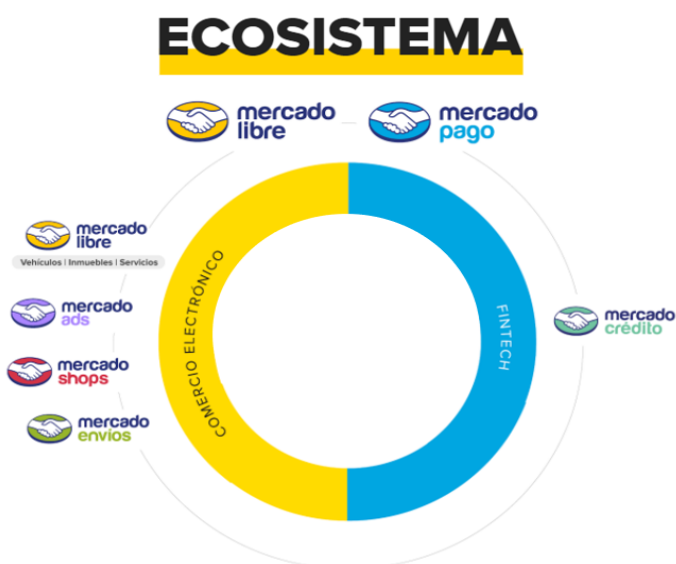 ECOSISTEMA
mercado
libre
mercado
pago
mercado
libre
Vehículos | Inmuebles | Servicios
mercado
ads
mercado
shops
mercado
envios
COMERCIO ELECTRÓNICO
FINTECH
mercado
crédito